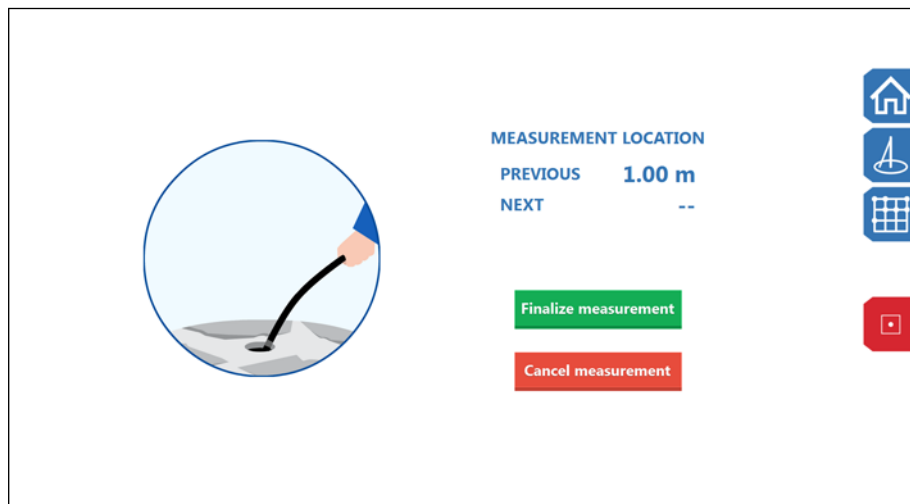 MEASUREMENT LOCATION
PREVIOUS 1.00 m
NEXT --
Finalize measurement
Cancel measurement